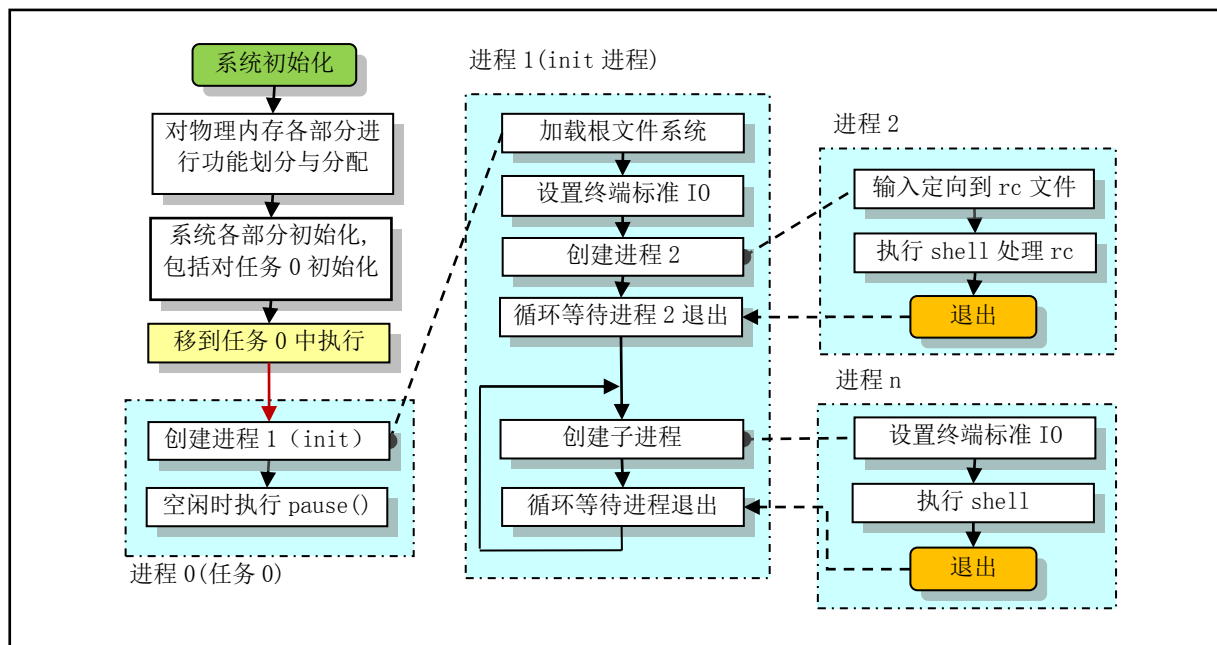 系统初始化
对物理内存各部分进
行功能划分与分配
系统各部分初始化,
包括对任务 0 初始化
移到任务 0 中执行
创建进程 1（init）
空闲时执行 pause()
进程 0(任务 0)
进程 1(init 进程)
加载根文件系统
设置终端标准 IO
创建进程 2
循环等待进程 2 退出
创建子进程
循环等待进程退出
进程 2
输入定向到 rc 文件
执行 shell 处理 rc
退出
进程 n
设置终端标准 IO
执行 shell
退出